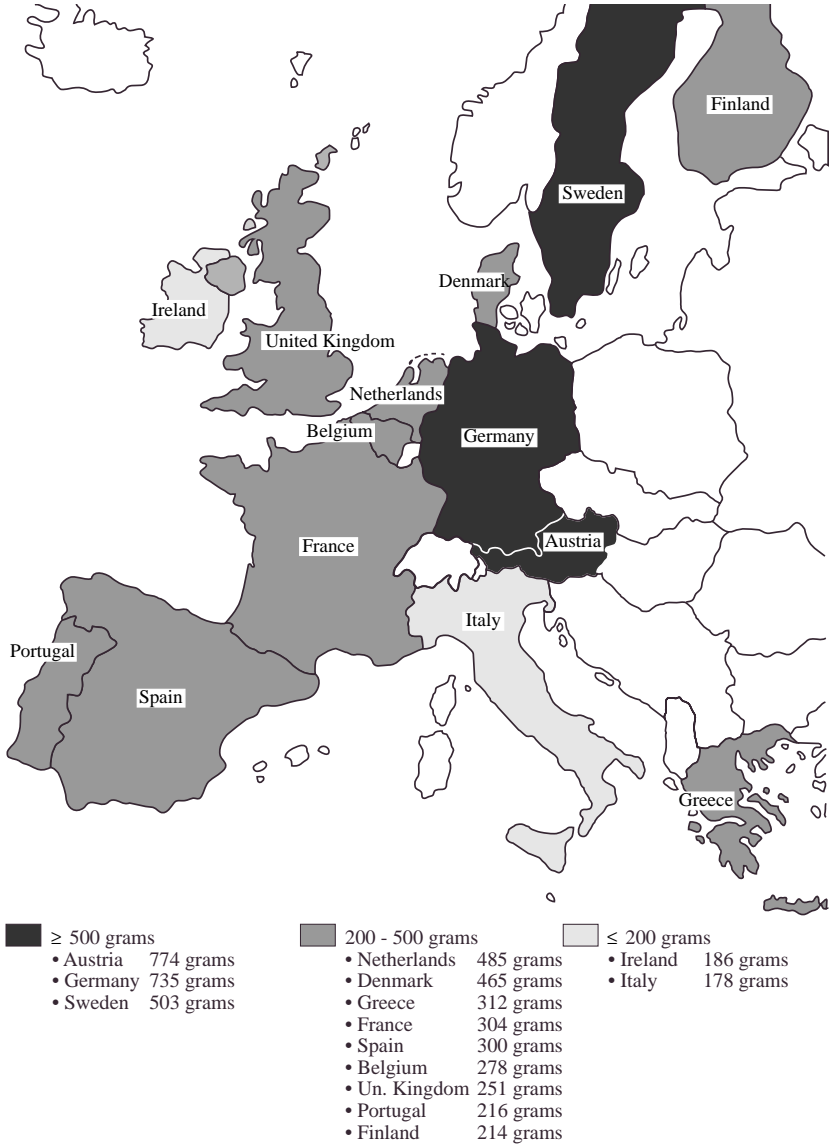 Finland
Sweden
Denmark
Ireland
United Kingdom
Netherlands
Belgium
Germany
France
Austria
Italy
Portugal
Spain
Greece
≥ 500 grams
• Austria 774 grams
• Germany 735 grams
• Sweden 503 grams
200 - 500 grams
• Netherlands 485 grams
• Denmark 465 grams
• Greece 312 grams
• France 304 grams
• Spain 300 grams
• Belgium 278 grams
• Un. Kingdom 251 grams
• Portugal 216 grams
• Finland 214 grams
≤ 200 grams
• Ireland 186 grams
• Italy 178 grams